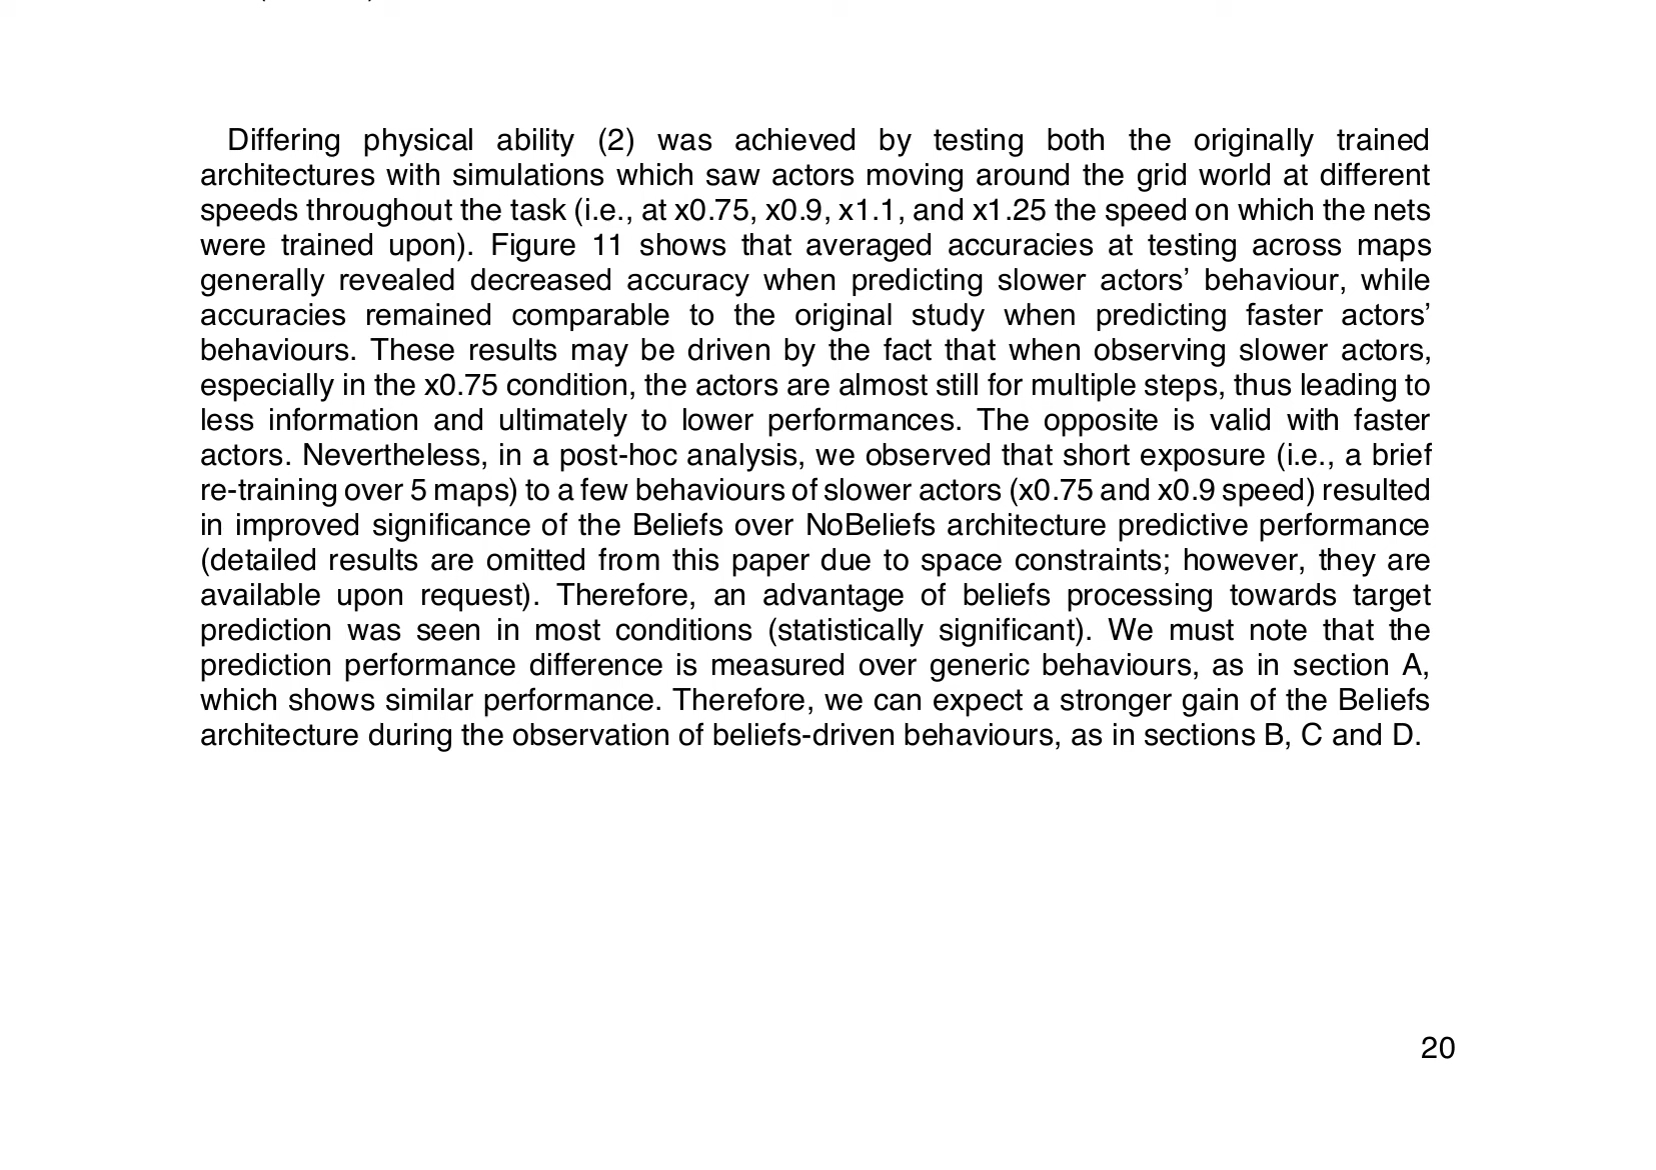 Differing physical ability (2) was achieved by testing both the originally trained
architectures with simulations which saw actors moving around the grid world at different
speeds throughout the task (i.e., at x0.75, x0.9, x1.1, and x1.25 the speed on which the nets
were trained upon). Figure 11 shows that averaged accuracies at testing across maps
generally revealed decreased accuracy when predicting slower actors’ behaviour, while
accuracies remained comparable to the original study when predicting faster actors’
behaviours. These results may be driven by the fact that when observing slower actors,
especially in the x0.75 condition, the actors are almost still for multiple steps, thus leading to
less information and ultimately to lower performances. The opposite is valid with faster
actors. Nevertheless, in a post-hoc analysis, we observed that short exposure (i.e., a brief
re-training over 5 maps) to a few behaviours of slower actors (x0.75 and x0.9 speed) resulted
in improved significance of the Beliefs over NoBeliefs architecture predictive performance
(detailed results are omitted from this paper due to space constraints; however, they are
available upon request). Therefore, an advantage of beliefs processing towards target
prediction was seen in most conditions (statistically significant). We must note that the
prediction performance difference is measured over generic behaviours, as in section A,
which shows similar performance. Therefore, we can expect a stronger gain of the Beliefs
architecture during the observation of beliefs-driven behaviours, as in sections B, C and D.
20